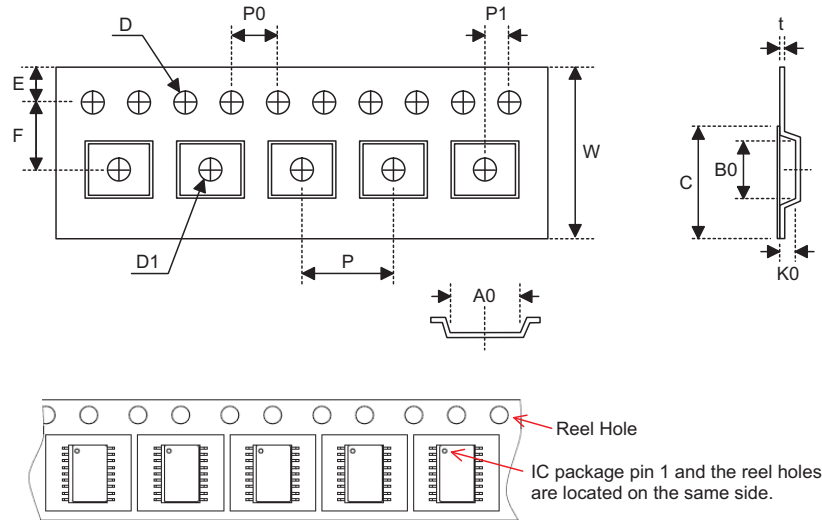 D
P0
P1
t
E
F
W
C
B0
D1
P
K0
A0
Reel Hole
IC package pin 1 and the reel holes
are located on the same side.